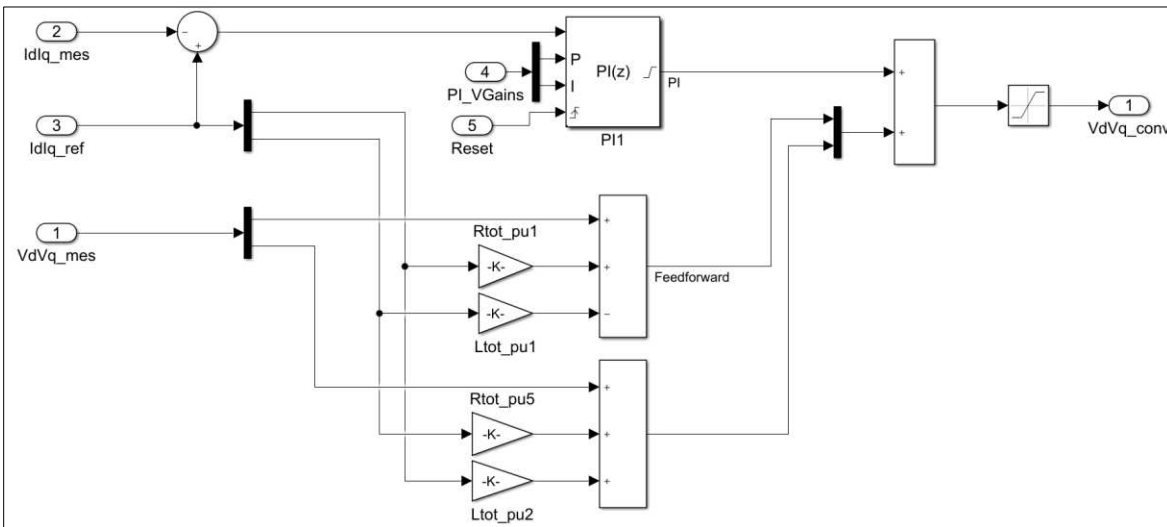 2
IdIq_mes
3
IdIq_ref
1
VdVq_mes
-
+
4
PI_VGains
5
Reset
P
I
PI(z)
PI1
PI
+
+
1
VdVq_conv
Rtot_pu1
-K-
Ltot_pu1
-K-
+
+
-
Feedforward
Rtot_pu5
-K-
-K-
Ltot_pu2
+
+
+